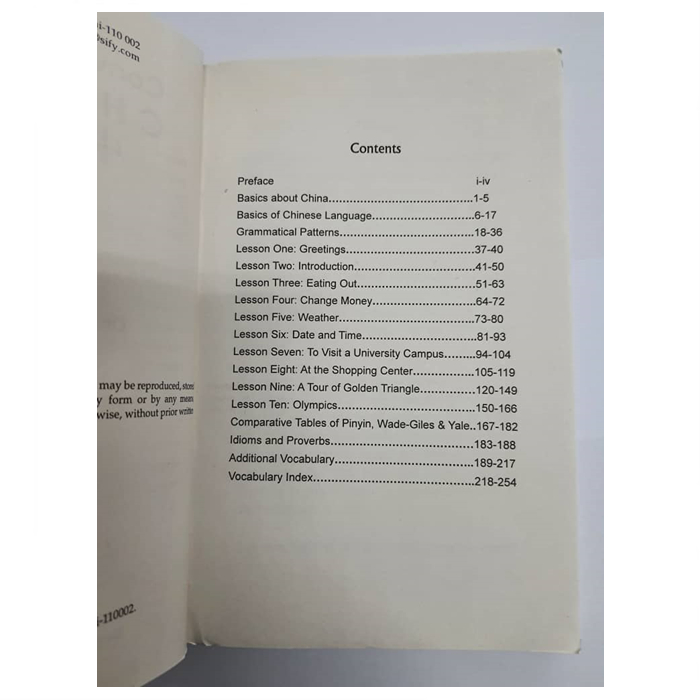 i-110 002
@sify.com
may be reproduced, store
y form or by any mean
wise, without prior writte
i-110002.
Contents
Preface i-iv
Basics about China..........................................1-5
Basics of Chinese Language.............................6-17
Grammatical Patterns......................................18-36
Lesson One: Greetings....................................37-40
Lesson Two: Introduction..................................41-50
Lesson Three: Eating Out.................................51-63
Lesson Four: Change Money.............................64-72
Lesson Five: Weather......................................73-80
Lesson Six: Date and Time................................81-93
Lesson Seven: To Visit a University Campus.........94-104
Lesson Eight: At the Shopping Center.................105-119
Lesson Nine: A Tour of Golden Triangle...............120-149
Lesson Ten: Olympics......................................150-166
Comparative Tables of Pinyin, Wade-Giles & Yale..167-182
Idioms and Proverbs........................................183-188
Additional Vocabulary.......................................189-217
Vocabulary Index.............................................218-254